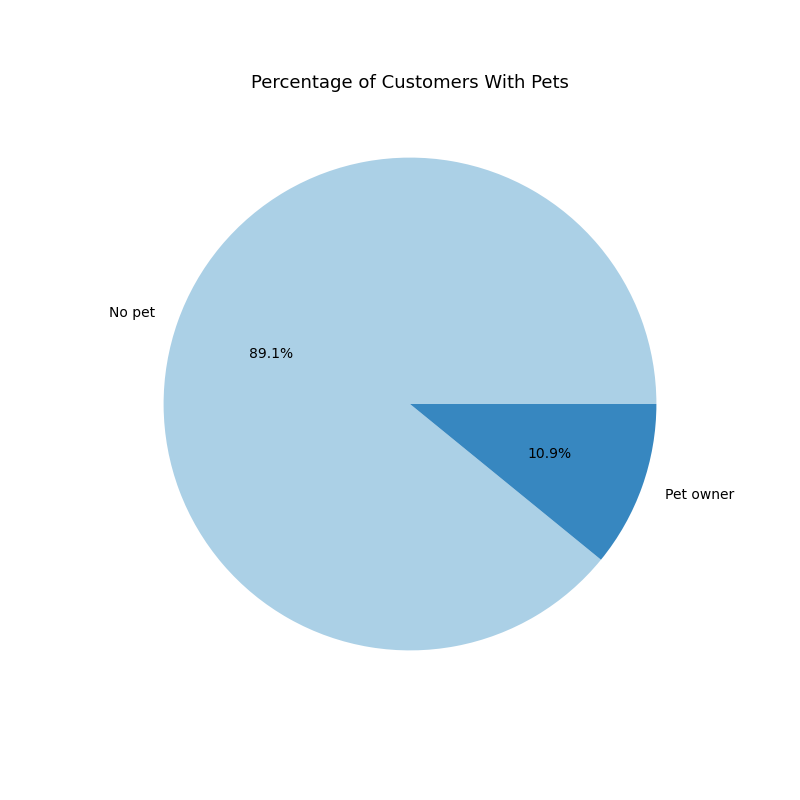 Percentage of Customers With Pets
No pet
89.1%
10.9%
Pet owner